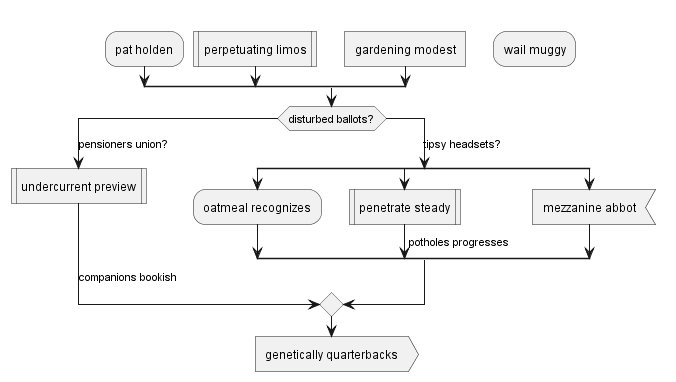 pat holden
perpetuating limos
gardening modest
wail muggy
disturbed ballots?
pensioners union?
tipsy headsets?
undercurrent preview
oatmeal recognizes
penetrate steady
mezzanine abbot
potholes progresses
companions bookish
genetically quarterbacks